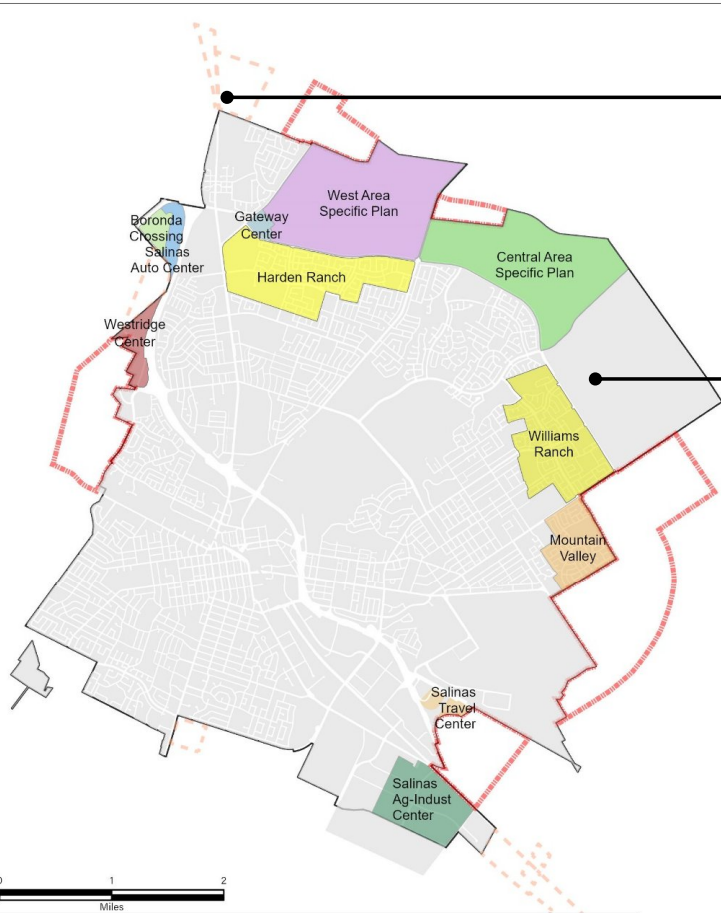 West Area
Specific Plan
Boronda
Crossing
Salinas
Auto Center
Gateway
Center
Central Area
Specific Plan
Harden Ranch
Westridge
Center
Williams
Ranch
Mountain
Valley
Salinas
Travel
Center
Salinas
Ag-Indust
Center
0 1 2
Miles